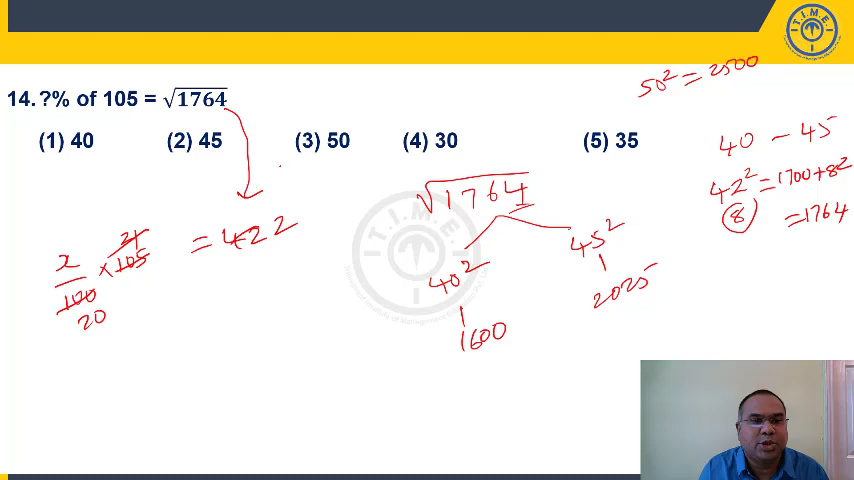 T.I.M.E.
50² = 2500
14. ?% of 105 = √1764
(1) 40 (2) 45 (3) 50 (4) 30 (5) 35
40 - 45
42² = 1700+8²
8 = 1764
√1764
40² 45²
1600 2025
x/100 × 105 = 42 2
21
20
T.I.M.E.